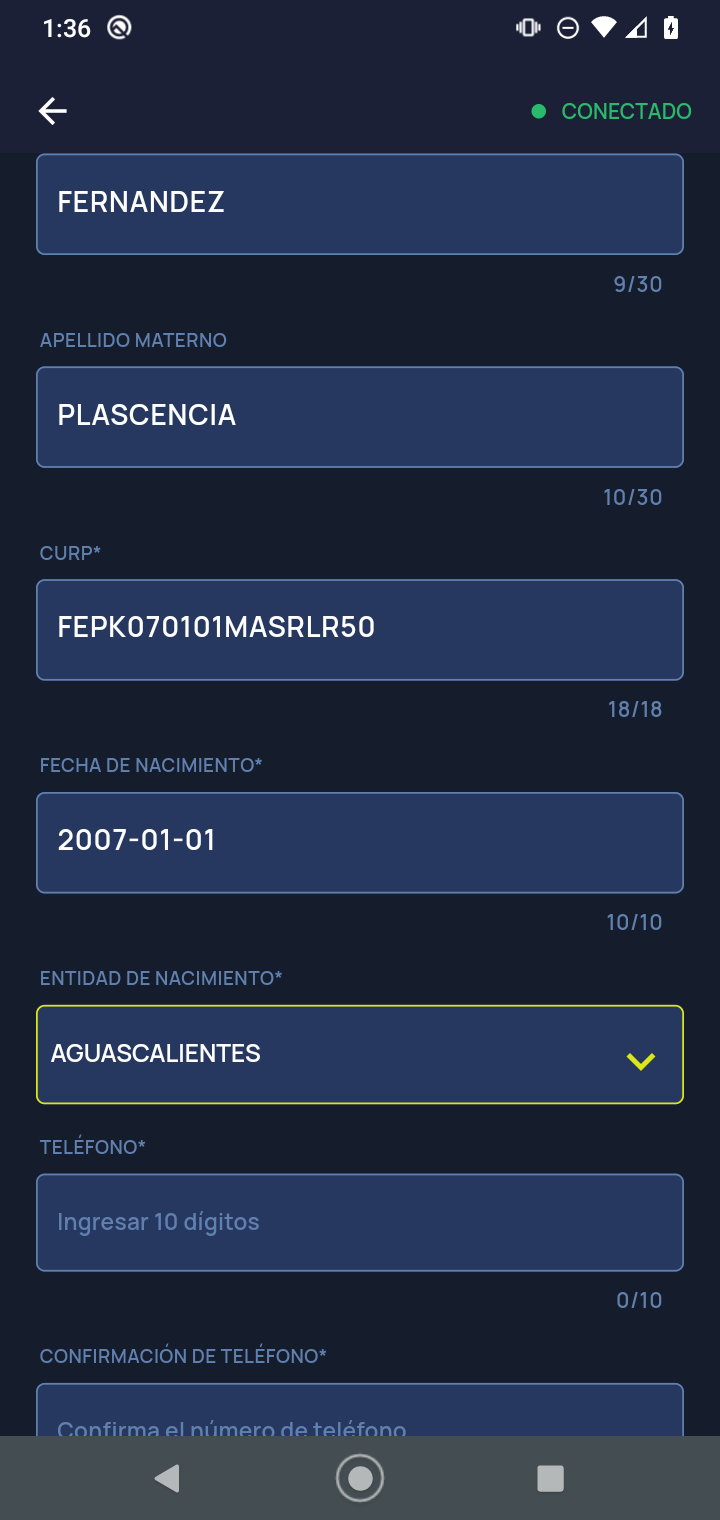 1:36
CONECTADO
FERNANDEZ
9/30
APELLIDO MATERNO
PLASCENCIA
10/30
CURP*
FEPK070101MASRLR50
18/18
FECHA DE NACIMIENTO*
2007-01-01
10/10
ENTIDAD DE NACIMIENTO*
AGUASCALIENTES
TELÉFONO*
Ingresar 10 dígitos
0/10
CONFIRMACIÓN DE TELÉFONO*
Confirma el número de teléfono